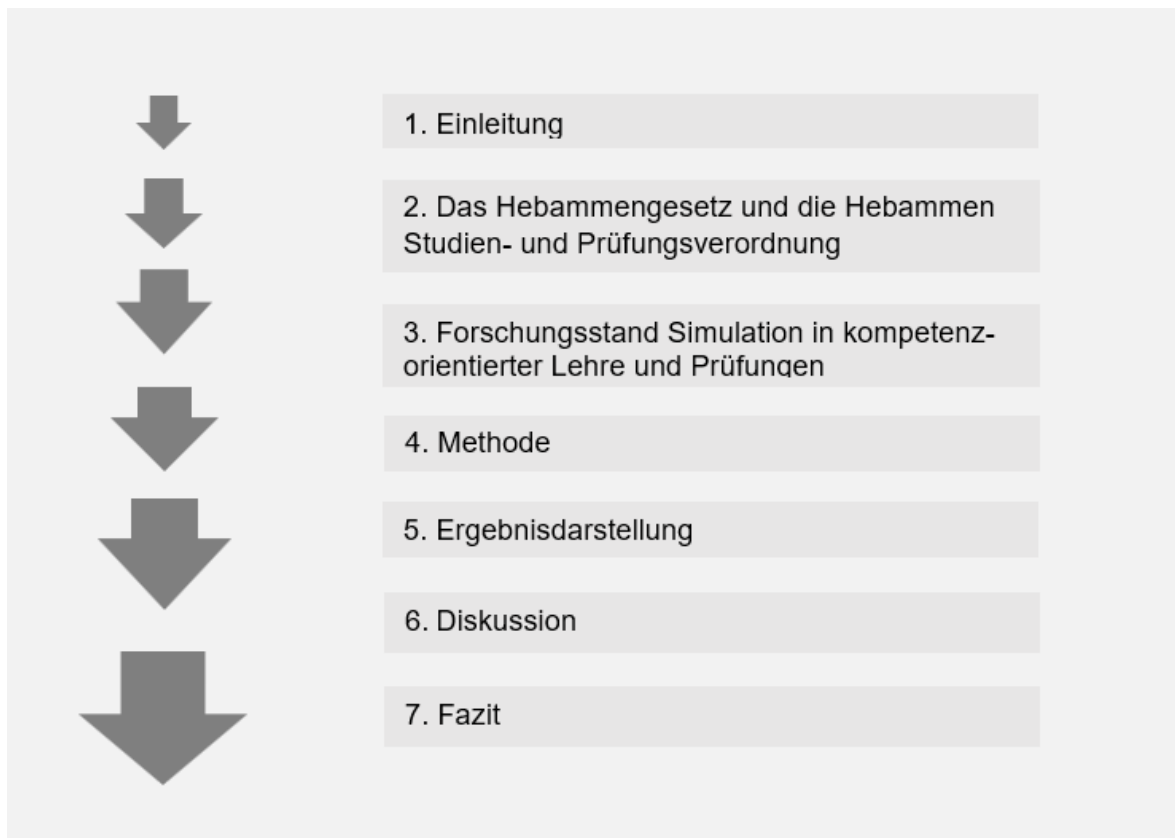 1. Einleitung
2. Das Hebammengesetz und die Hebammen
Studien- und Prüfungsverordnung
3. Forschungsstand Simulation in kompetenz-
orientierter Lehre und Prüfungen
4. Methode
5. Ergebnisdarstellung
6. Diskussion
7. Fazit